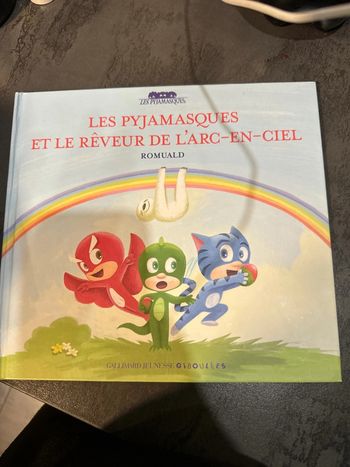 LES PYJAMASQUES
LES PYJAMASQUES
ET LE RÊVEUR DE L'ARC-EN-CIEL
ROMUALD
GALLIMARD JEUNESSE GIBOULÉES